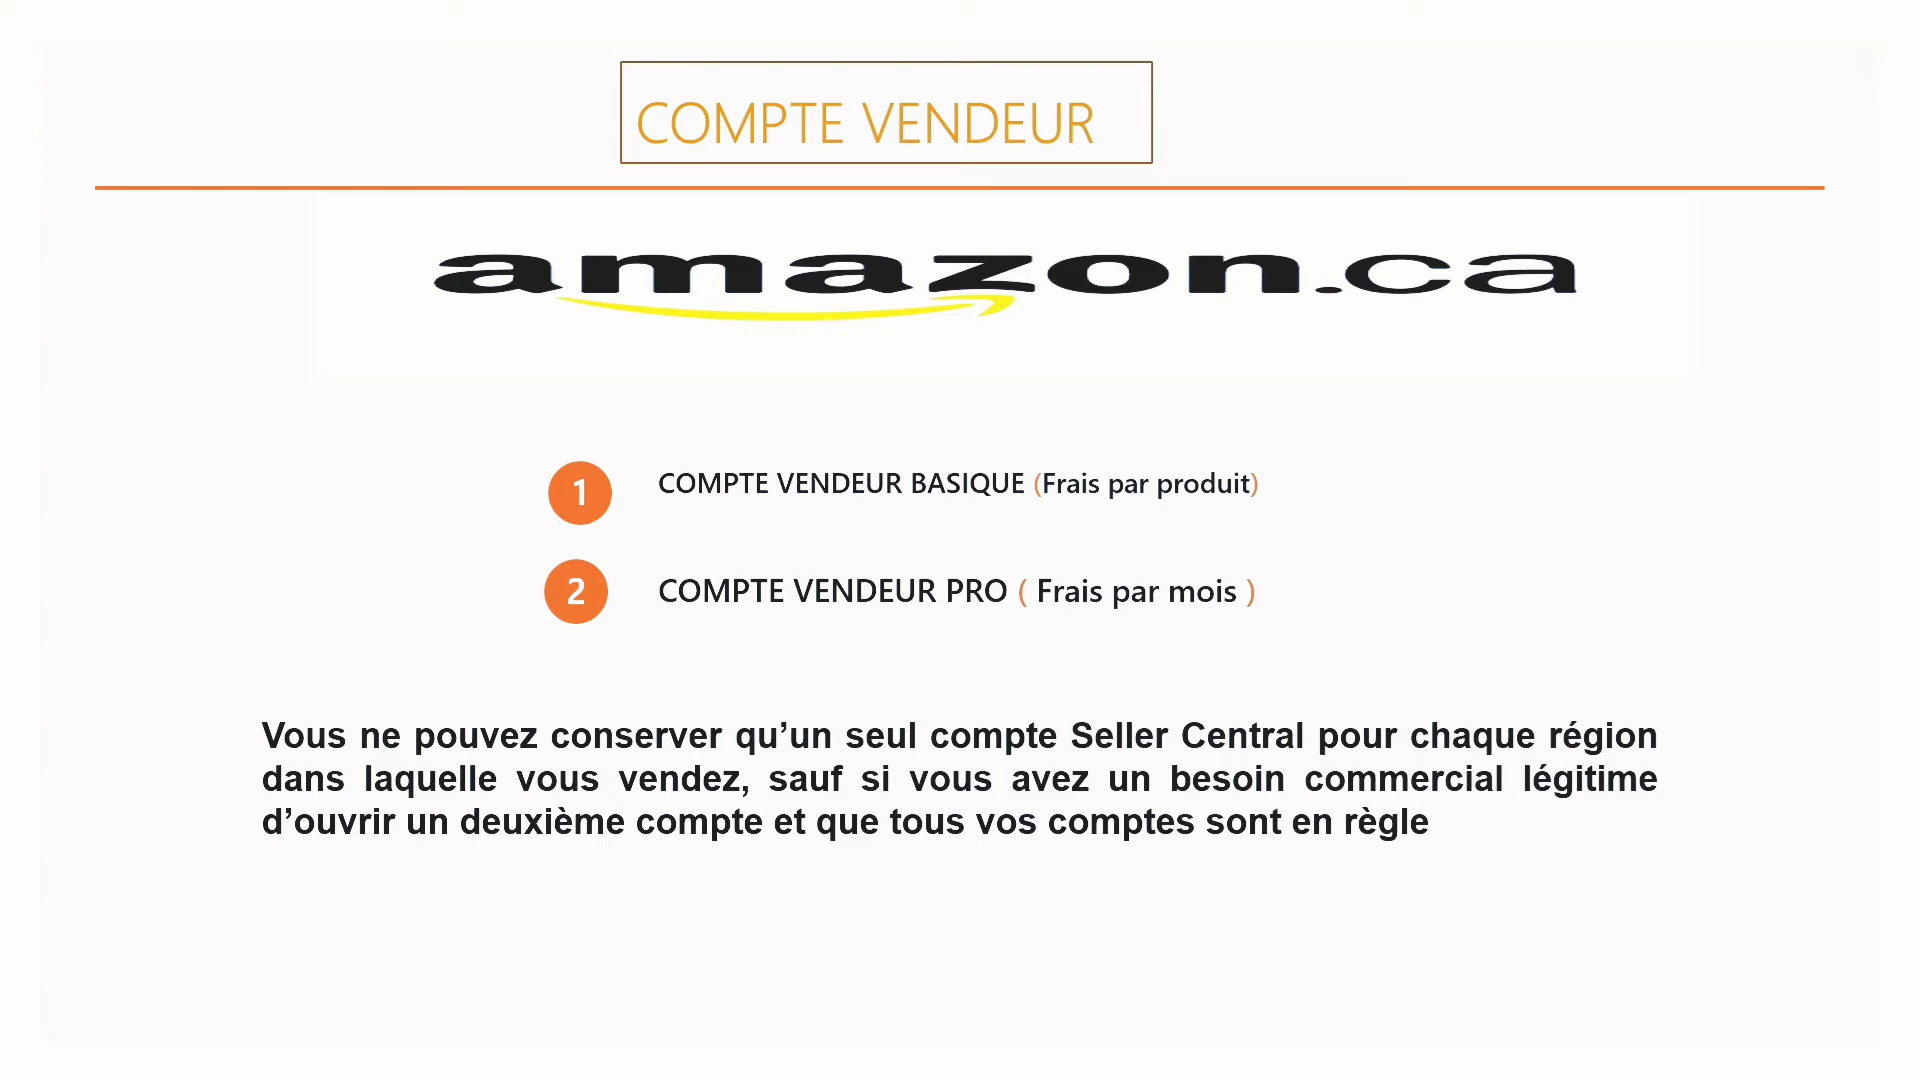 COMPTE VENDEUR
amazon.ca
1 COMPTE VENDEUR BASIQUE (Frais par produit)
2 COMPTE VENDEUR PRO ( Frais par mois )
Vous ne pouvez conserver qu’un seul compte Seller Central pour chaque région
dans laquelle vous vendez, sauf si vous avez un besoin commercial légitime
d’ouvrir un deuxième compte et que tous vos comptes sont en règle